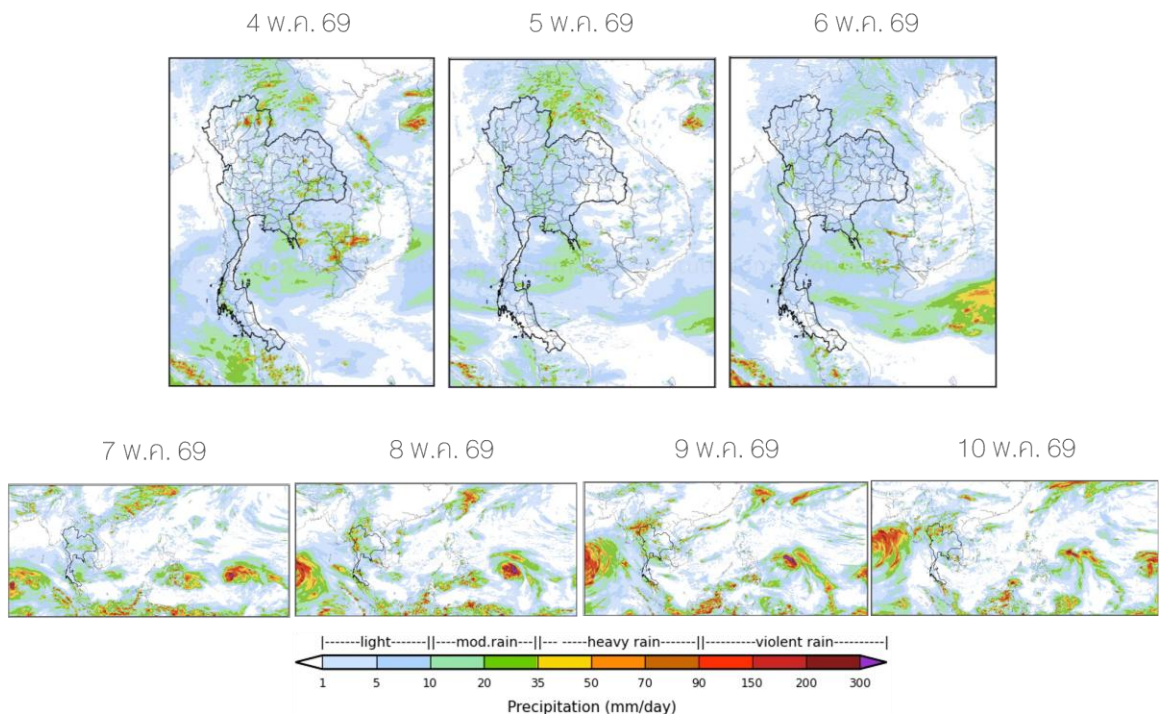 4 พ.ค. 69 5 พ.ค. 69 6 พ.ค. 69
7 พ.ค. 69 8 พ.ค. 69 9 พ.ค. 69 10 พ.ค. 69
|-------light-------||---mod.rain---||--- -------heavy rain--------||--------violent rain----------|
1 5 10 20 35 50 70 90 150 200 300
Precipitation (mm/day)